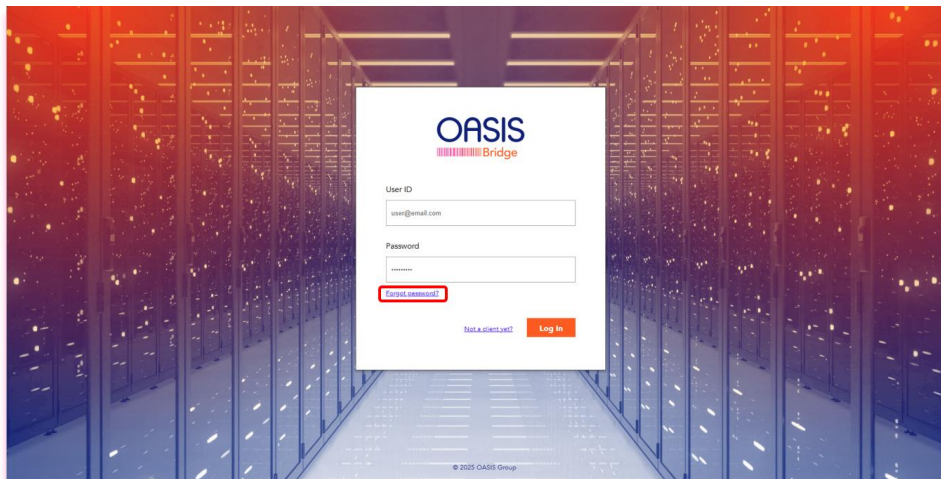 OASIS
Bridge
User ID
user@email.com
Password
Forgot password?
Not a client yet?
Log In
© 2025 OASIS Group